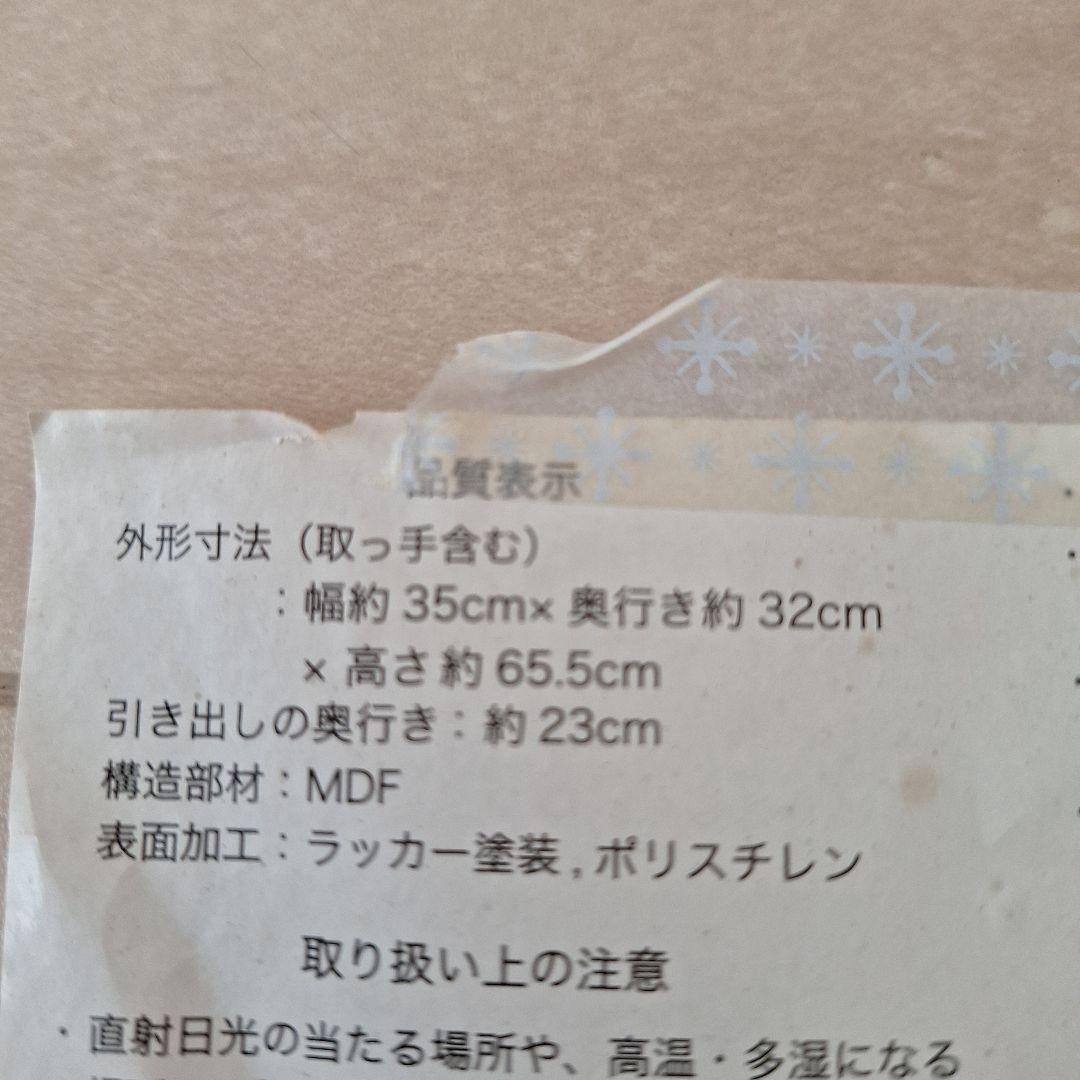 品質表示
外形寸法（取っ手含む）
：幅約 35cm× 奥行き約 32cm
× 高さ約 65.5cm
引き出しの奥行き：約 23cm
構造部材：MDF
表面加工：ラッカー塗装 , ポリスチレン
取り扱い上の注意
・直射日光の当たる場所や、高温・多湿になる